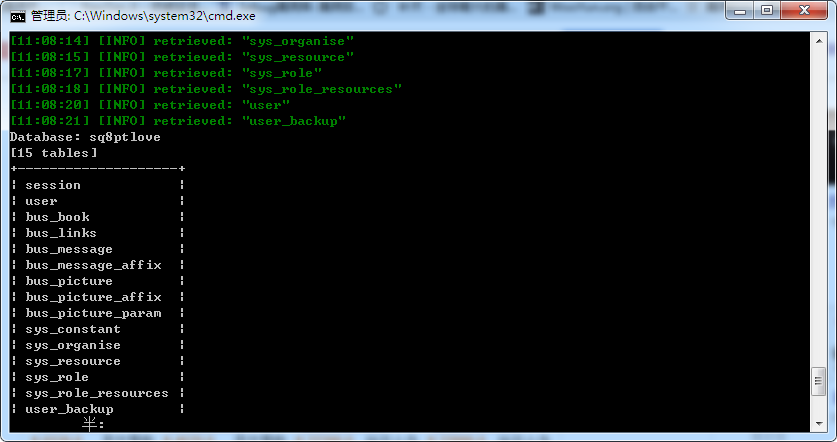 管理员: C:\Windows\system32\cmd.exe
[11:08:14] [INFO] retrieved: "sys_organise"
[11:08:15] [INFO] retrieved: "sys_resource"
[11:08:17] [INFO] retrieved: "sys_role"
[11:08:18] [INFO] retrieved: "sys_role_resources"
[11:08:20] [INFO] retrieved: "user"
[11:08:21] [INFO] retrieved: "user_backup"
Database: sq8ptlove
[15 tables]
+--------------------+
| session            |
| user               |
| bus_book           |
| bus_links          |
| bus_message        |
| bus_message_affix  |
| bus_picture        |
| bus_picture_affix  |
| bus_picture_param  |
| sys_constant       |
| sys_organise       |
| sys_resource       |
| sys_role           |
| sys_role_resources |
| user_backup        |
半: